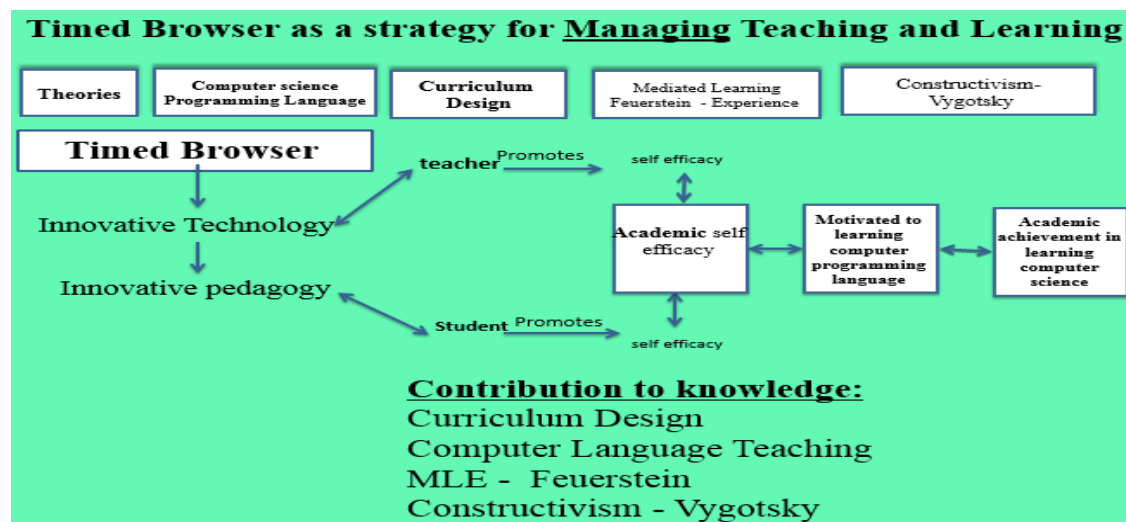 Timed Browser as a strategy for Managing Teaching and Learning
Theories
Computer science
Programming Language
Curriculum
Design
Mediated Learning
Feuerstein - Experience
Constructivism-
Vygotsky
Timed Browser
teacher
Promotes
self efficacy
Innovative Technology
Academic self
efficacy
Motivated to
learning
computer
programming
language
Academic
achievement in
learning
computer
science
Innovative pedagogy
Student
Promotes
self efficacy
Contribution to knowledge:
Curriculum Design
Computer Language Teaching
MLE - Feuerstein
Constructivism - Vygotsky